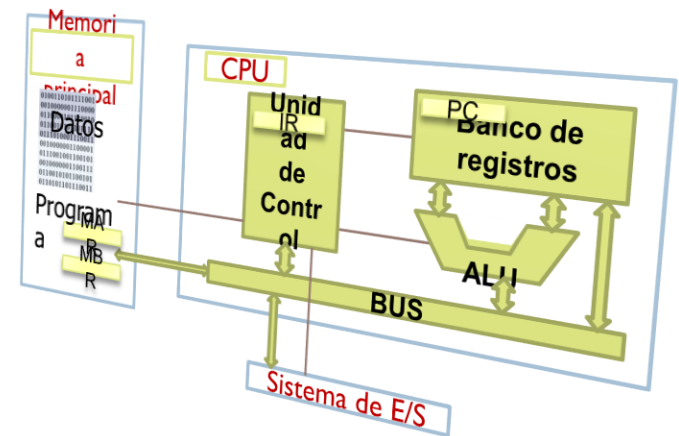 Memori
a
principal
0100110101111001
Datos
Program
a
MA
R
MB
R
CPU
Unid
IR
ad
de
Contr
ol
PC
Banco de
registros
ALU
BUS
Sistema de E/S